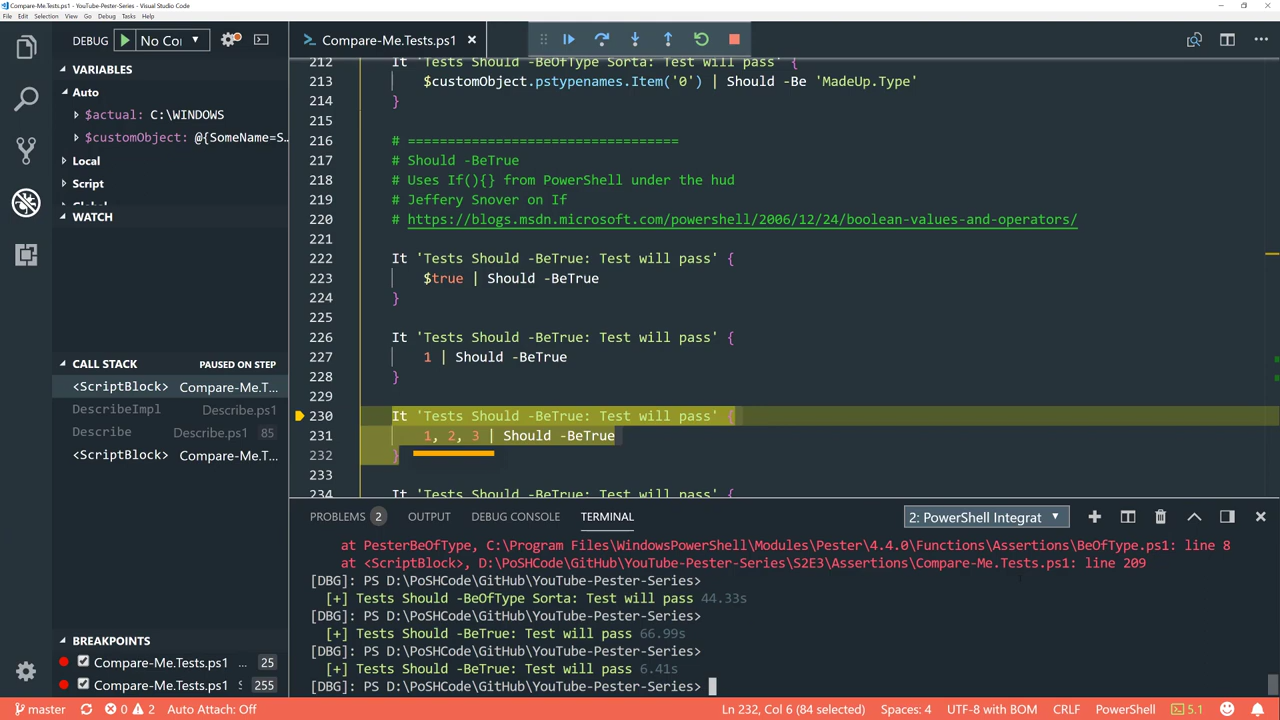 Compare-Me.Tests.ps1 - YouTube-Pester-Series - Visual Studio Code
File Edit Selection View Go Debug Tasks Help
DEBUG No Coı
Compare-Me.Tests.ps1
VARIABLES
Auto
$actual: C:\WINDOWS
$customObject: @{SomeName=S...
Local
Script
WATCH
CALL STACK PAUSED ON STEP
<ScriptBlock> Compare-Me.T...
DescribeImpl Describe.ps1
Describe Describe.ps1 85
<ScriptBlock> Compare-Me.T...
BREAKPOINTS
Compare-Me.Tests.ps1 ... 25
Compare-Me.Tests.ps1 255
212 It 'Tests Should -BeOfType Sorta: Test will pass' {
213 $customObject.pstypenames.Item('0') | Should -Be 'MadeUp.Type'
214 }
215
216 # ==================================
217 # Should -BeTrue
218 # Uses If(){} from PowerShell under the hud
219 # Jeffery Snover on If
220 # https://blogs.msdn.microsoft.com/powershell/2006/12/24/boolean-values-and-operators/
221
222 It 'Tests Should -BeTrue: Test will pass' {
223 $true | Should -BeTrue
224 }
225
226 It 'Tests Should -BeTrue: Test will pass' {
227 1 | Should -BeTrue
228 }
229
230 It 'Tests Should -BeTrue: Test will pass' {
231 1, 2, 3 | Should -BeTrue
232 }
233
234 It 'Tests Should -BeTrue: Test will pass' {
PROBLEMS 2 OUTPUT DEBUG CONSOLE TERMINAL 2: PowerShell Integrat
at PesterBeOfType, C:\Program Files\WindowsPowerShell\Modules\Pester\4.4.0\Functions\Assertions\BeOfType.ps1: line 8
at <ScriptBlock>, D:\PoSHCode\GitHub\YouTube-Pester-Series\S2E3\Assertions\Compare-Me.Tests.ps1: line 209
[DBG]: PS D:\PoSHCode\GitHub\YouTube-Pester-Series>
[+] Tests Should -BeOfType Sorta: Test will pass 44.33s
[DBG]: PS D:\PoSHCode\GitHub\YouTube-Pester-Series>
[+] Tests Should -BeTrue: Test will pass 66.99s
[DBG]: PS D:\PoSHCode\GitHub\YouTube-Pester-Series>
[+] Tests Should -BeTrue: Test will pass 6.41s
[DBG]: PS D:\PoSHCode\GitHub\YouTube-Pester-Series>
master 0 2 Auto Attach: Off Ln 232, Col 6 (84 selected) Spaces: 4 UTF-8 with BOM CRLF PowerShell 5.1